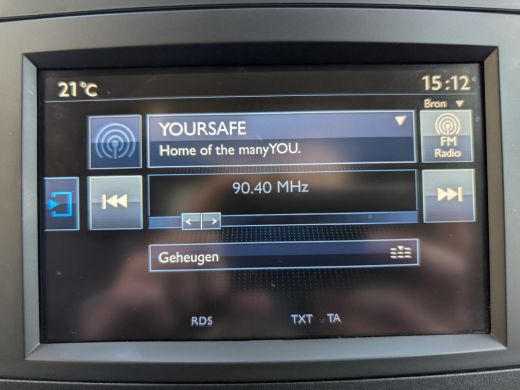 21°C
15:12
Bron
YOURSAFE
Home of the manyYOU.
FM
Radio
90.40 MHz
Geheugen
RDS TXT TA